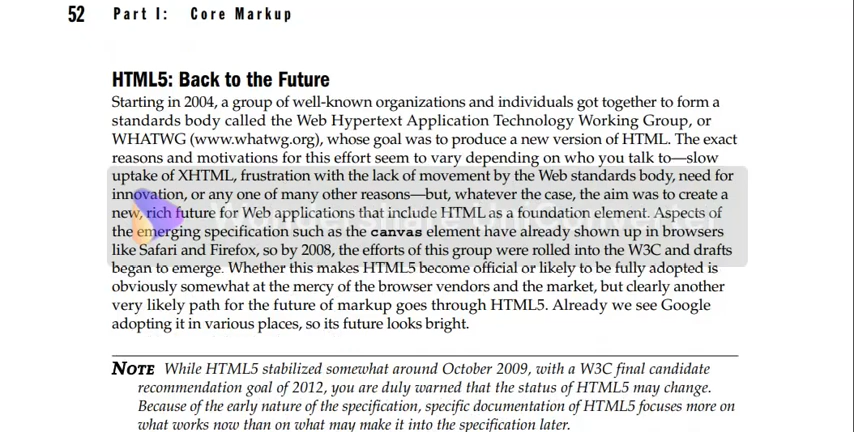 52 Part I: Core Markup
HTML5: Back to the Future
Starting in 2004, a group of well-known organizations and individuals got together to form a
standards body called the Web Hypertext Application Technology Working Group, or
WHATWG (www.whatwg.org), whose goal was to produce a new version of HTML. The exact
reasons and motivations for this effort seem to vary depending on who you talk to—slow
uptake of XHTML, frustration with the lack of movement by the Web standards body, need for
innovation, or any one of many other reasons—but, whatever the case, the aim was to create a
new, rich future for Web applications that include HTML as a foundation element. Aspects of
the emerging specification such as the canvas element have already shown up in browsers
like Safari and Firefox, so by 2008, the efforts of this group were rolled into the W3C and drafts
began to emerge. Whether this makes HTML5 become official or likely to be fully adopted is
obviously somewhat at the mercy of the browser vendors and the market, but clearly another
very likely path for the future of markup goes through HTML5. Already we see Google
adopting it in various places, so its future looks bright.
NOTE While HTML5 stabilized somewhat around October 2009, with a W3C final candidate
recommendation goal of 2012, you are duly warned that the status of HTML5 may change.
Because of the early nature of the specification, specific documentation of HTML5 focuses more on
what works now than on what may make it into the specification later.